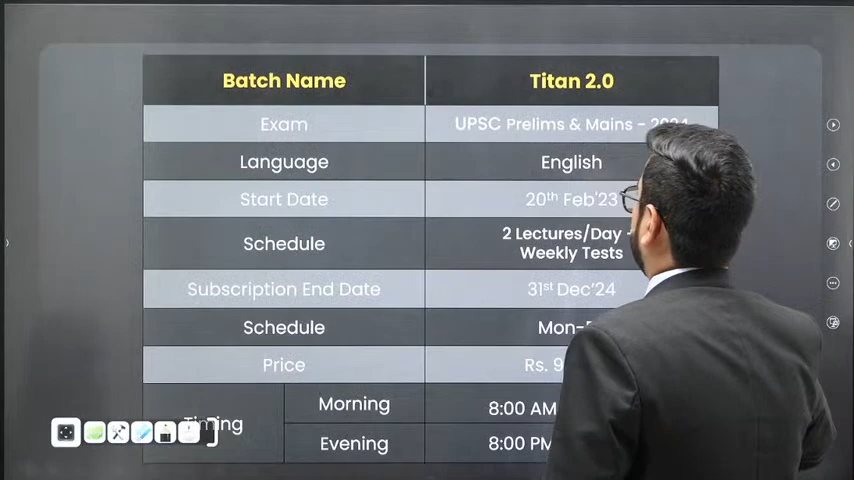 Batch Name Titan 2.0
Exam UPSC Prelims & Mains - 2024
Language English
Start Date 20th Feb'23
Schedule 2 Lectures/Day
Weekly Tests
Subscription End Date 31st Dec'24
Schedule Mon-
Price Rs. 9
Timing Morning 8:00 AM
Evening 8:00 PM